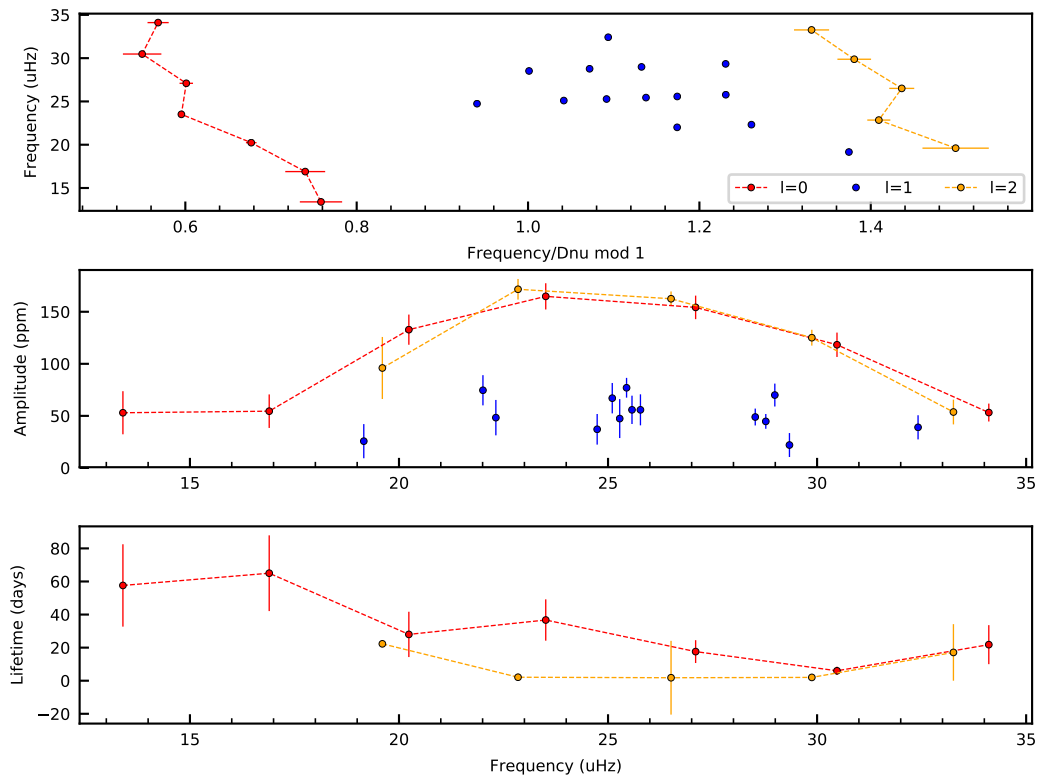 35
30
25
20
15
Frequency (uHz)
l=0 l=1 l=2
0.6 0.8 1.0 1.2 1.4
Frequency/Dnu mod 1
150
100
50
0
Amplitude (ppm)
15 20 25 30 35
80
60
40
20
0
−20
Lifetime (days)
15 20 25 30 35
Frequency (uHz)